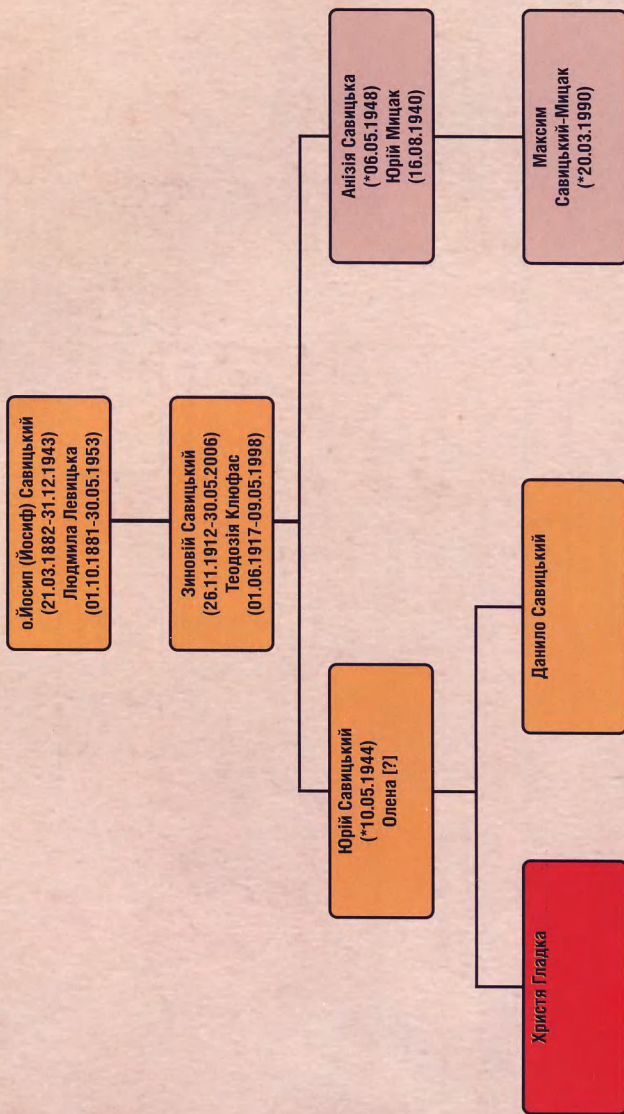 о.Йосип (Йосиф) Савицький
(21.03.1882-31.12.1943)
Людмила Левицька
(01.10.1881-30.05.1953)
Зиновій Савицький
(26.11.1912-30.05.2006)
Теодозія Клюфас
(01.06.1917-09.05.1998)
Юрій Савицький
(*10.05.1944)
Олена [?]
Анізія Савицька
(*06.05.1948)
Юрій Мицак
(16.08.1940)
Христя Гладка
Данило Савицький
Максим
Савицький-Мицак
(*20.03.1990)